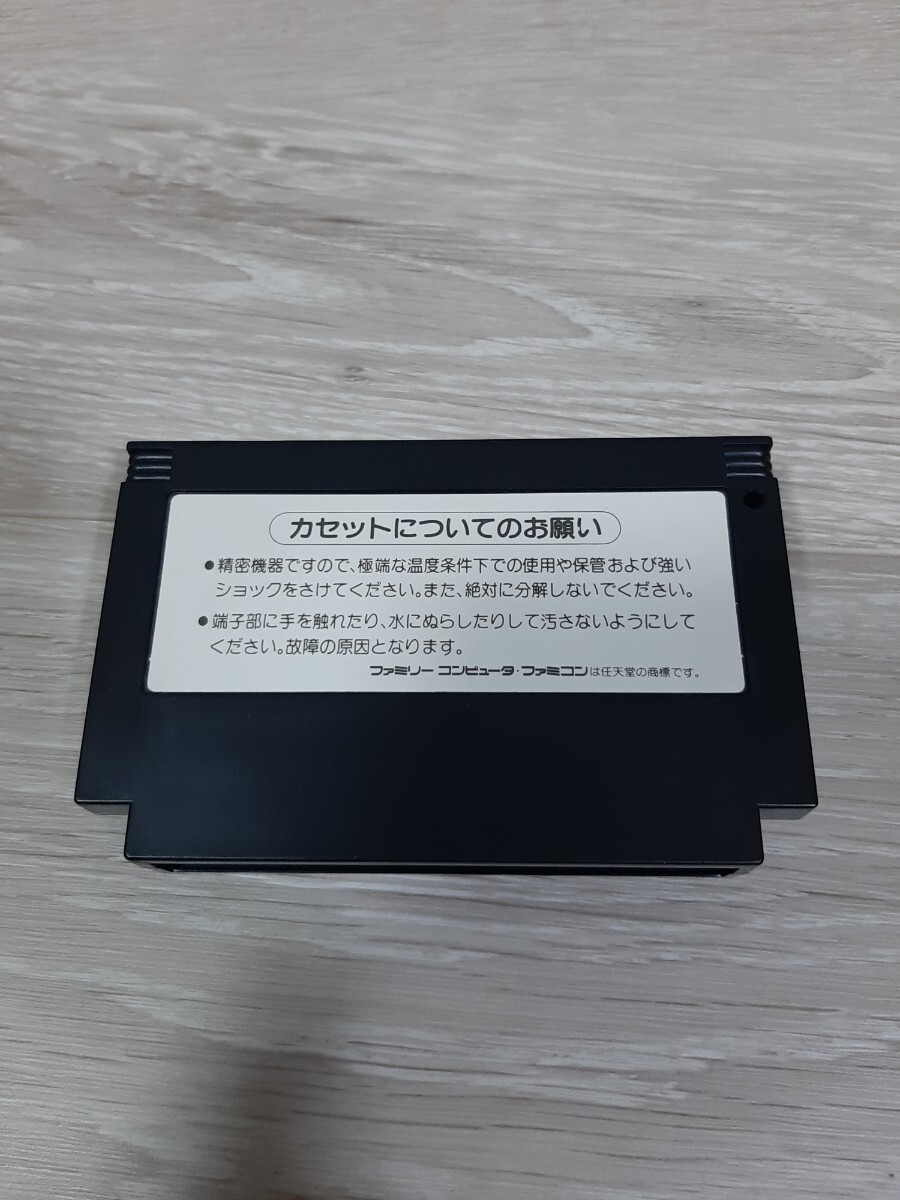 カセットについてのお願い
●精密機器ですので、極端な温度条件下での使用や保管および強い
ショックをさけてください。また、絶対に分解しないでください。
●端子部に手を触れたり、水にぬらしたりして汚さないようにして
ください。故障の原因となります。
ファミリーコンピュータ・ファミコンは任天堂の商標です。